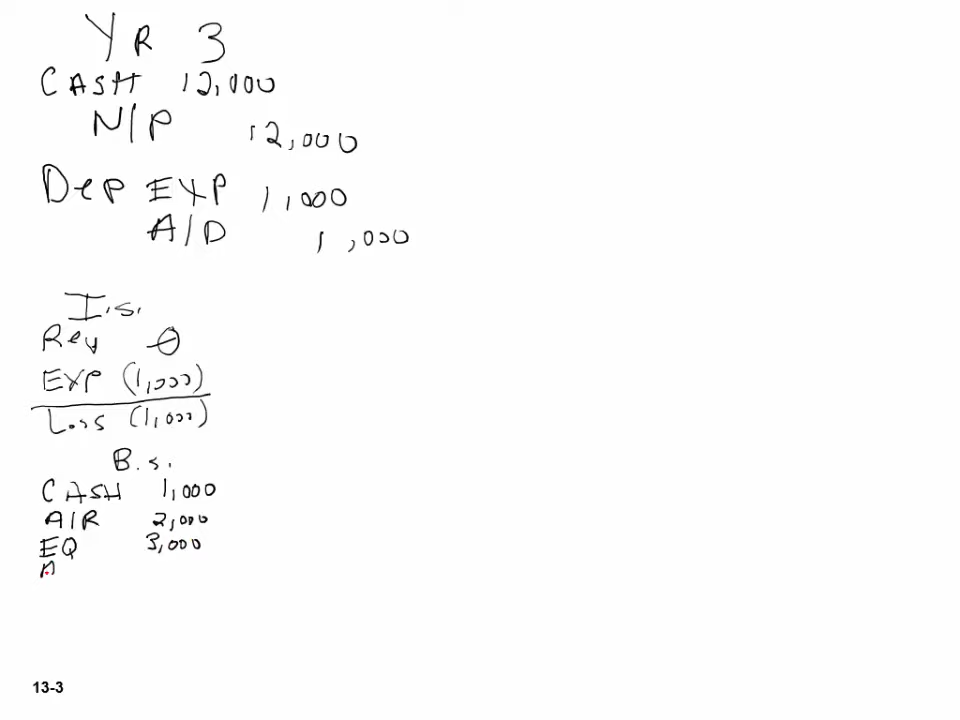 YR 3
CASH 12,000
N/P 12,000
Dep EXP 1,000
A/D 1,000
I.S.
Rev 0
EXP (1,000)
Loss (1,000)
B.S.
CASH 1,000
A/R 2,000
EQ 3,000
A
13-3